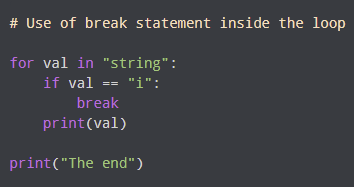 # Use of break statement inside the loop
for val in "string":
    if val == "i":
        break
    print(val)
print("The end")